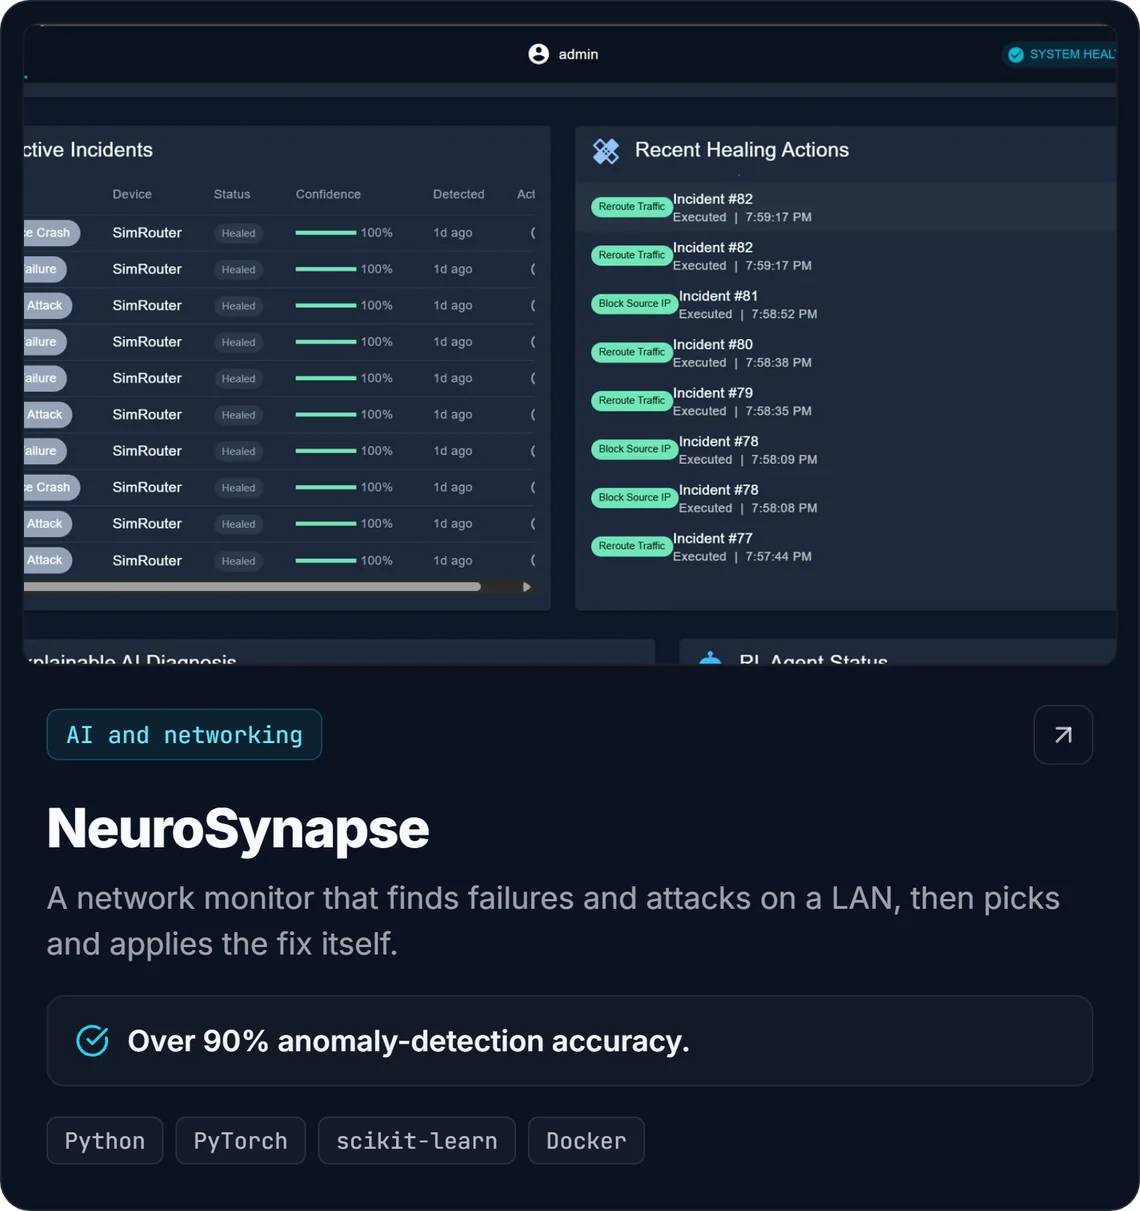 admin
SYSTEM HEAL
ctive Incidents
Device Status Confidence Detected Act
e Crash SimRouter Healed 100% 1d ago
ailure SimRouter Healed 100% 1d ago
Attack SimRouter Healed 100% 1d ago
ailure SimRouter Healed 100% 1d ago
ailure SimRouter Healed 100% 1d ago
Attack SimRouter Healed 100% 1d ago
ailure SimRouter Healed 100% 1d ago
e Crash SimRouter Healed 100% 1d ago
Attack SimRouter Healed 100% 1d ago
Attack SimRouter Healed 100% 1d ago
Recent Healing Actions
Reroute Traffic Incident #82
Executed | 7:59:17 PM
Reroute Traffic Incident #82
Executed | 7:59:17 PM
Block Source IP Incident #81
Executed | 7:58:52 PM
Reroute Traffic Incident #80
Executed | 7:58:38 PM
Reroute Traffic Incident #79
Executed | 7:58:35 PM
Block Source IP Incident #78
Executed | 7:58:09 PM
Block Source IP Incident #78
Executed | 7:58:08 PM
Reroute Traffic Incident #77
Executed | 7:57:44 PM
xplainable AI Diagnosis
RL Agent Status
AI and networking
NeuroSynapse
A network monitor that finds failures and attacks on a LAN, then picks
and applies the fix itself.
Over 90% anomaly-detection accuracy.
Python PyTorch scikit-learn Docker